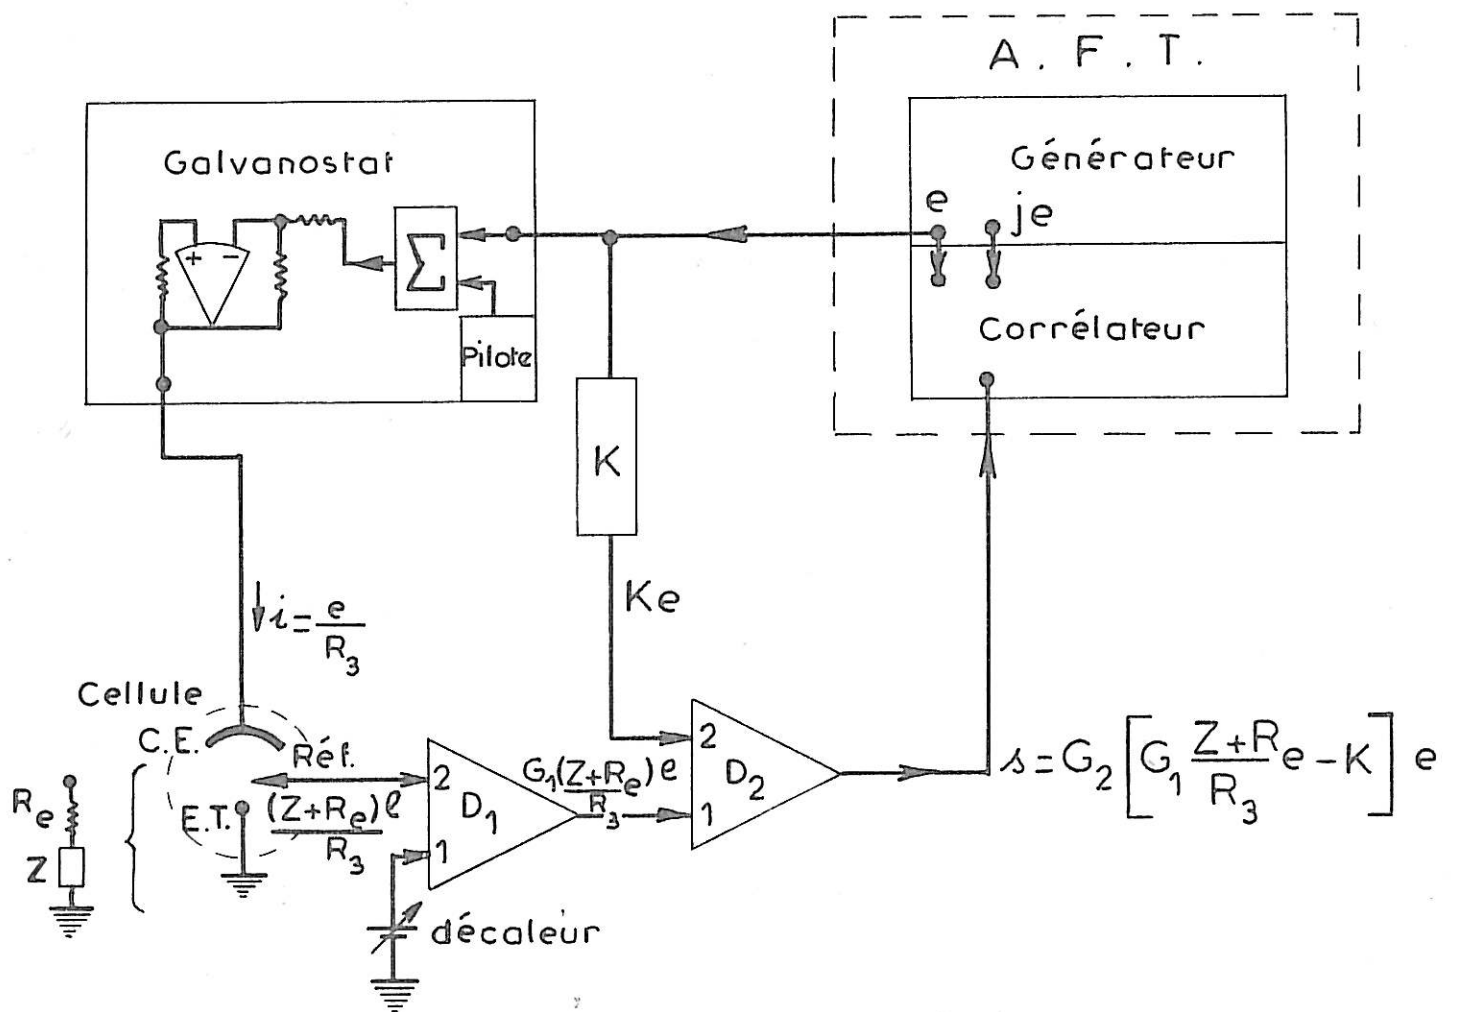 A . F . T .
Galvanostat
Générateur
e
je
Σ
+ −
Corrélateur
Pilote
K
Ke
i = e/R3
Cellule
C.E.
Réf.
Re
E.T.
(Z+Re)e/R3
2
D1
1
G1(Z+Re)e/R3
2
D2
1
s = G2 [G1 Z+Re/R3 e − K] e
Z
décaleur